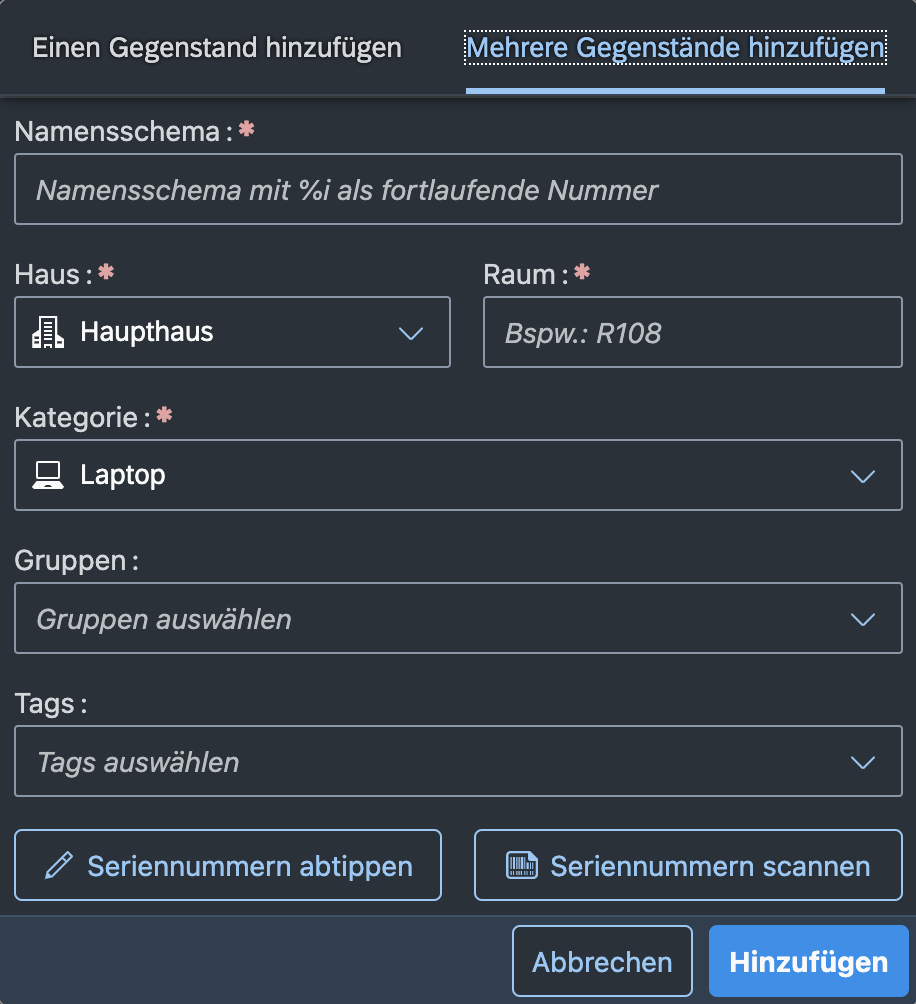 Einen Gegenstand hinzufügen Mehrere Gegenstände hinzufügen
Namensschema : *
Namensschema mit %i als fortlaufende Nummer
Haus : * Raum : *
Haupthaus Bspw.: R108
Kategorie : *
Laptop
Gruppen :
Gruppen auswählen
Tags :
Tags auswählen
Seriennummern abtippen Seriennummern scannen
Abbrechen Hinzufügen